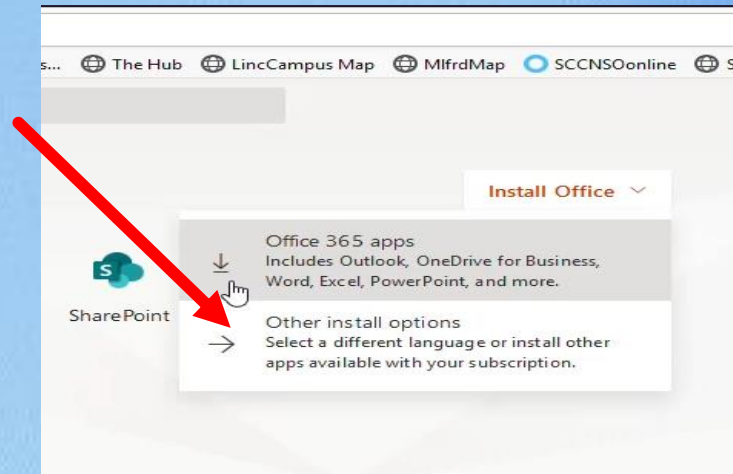 s... The Hub LincCampus Map MlfrdMap SCCNSOonline S
Install Office
Office 365 apps
Includes Outlook, OneDrive for Business,
Word, Excel, PowerPoint, and more.
S
SharePoint
Other install options
Select a different language or install other
apps available with your subscription.